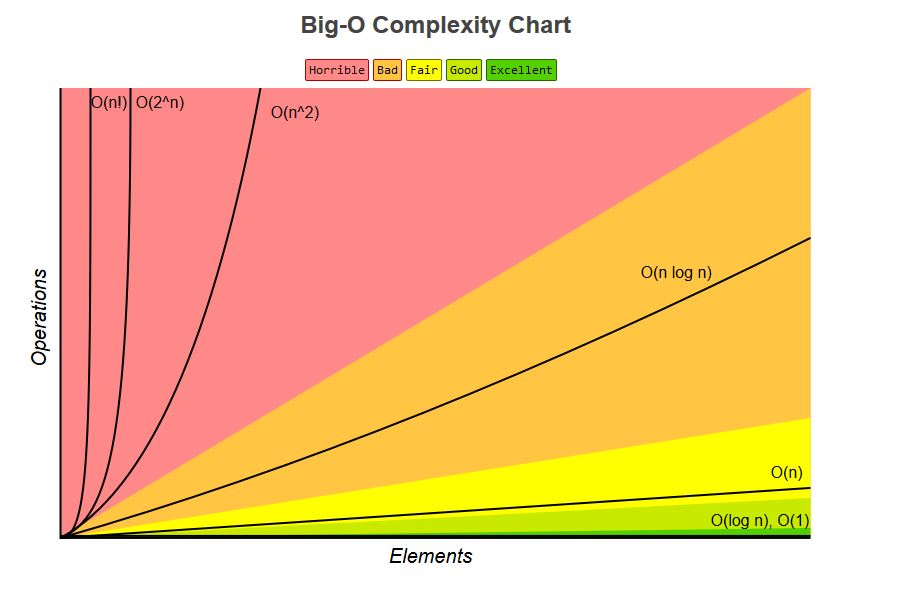 Big-O Complexity Chart
Horrible Bad Fair Good Excellent
O(n!) O(2^n)
O(n^2)
O(n log n)
O(n)
O(log n), O(1)
Operations
Elements